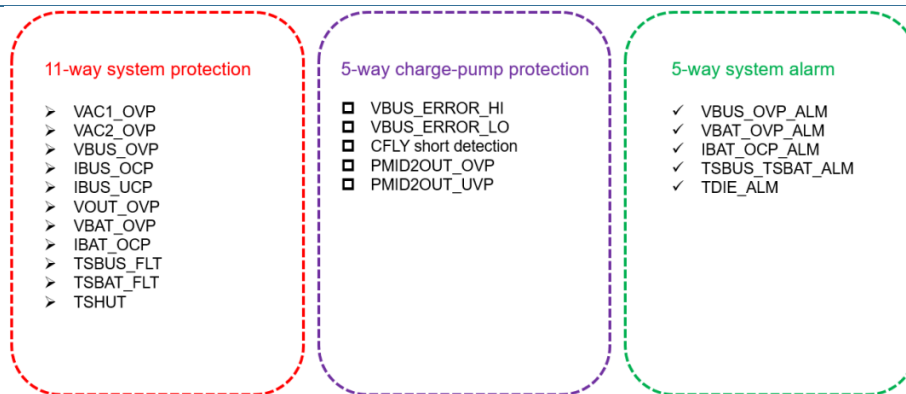 11-way system protection
VAC1_OVP
VAC2_OVP
VBUS_OVP
IBUS_OCP
IBUS_UCP
VOUT_OVP
VBAT_OVP
IBAT_OCP
TSBUS_FLT
TSBAT_FLT
TSHUT
5-way charge-pump protection
VBUS_ERROR_HI
VBUS_ERROR_LO
CFLY short detection
PMID2OUT_OVP
PMID2OUT_UVP
5-way system alarm
VBUS_OVP_ALM
VBAT_OVP_ALM
IBAT_OCP_ALM
TSBUS_TSBAT_ALM
TDIE_ALM